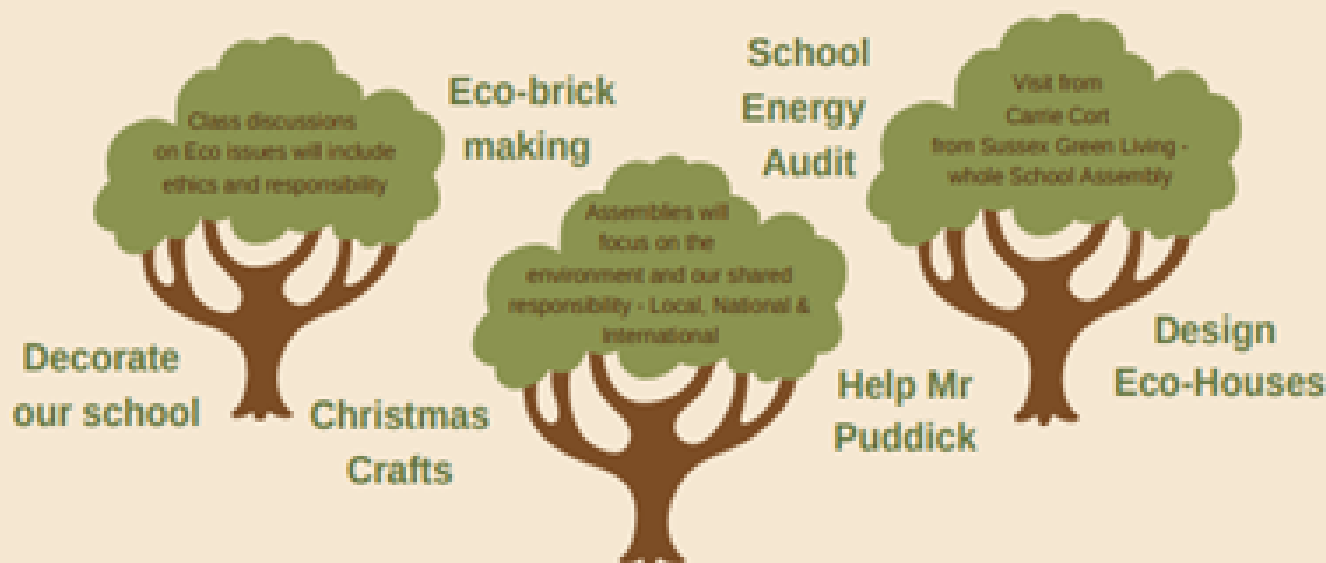 Class discussions
on Eco issues will include
ethics and responsibility
Eco-brick
making
School
Energy
Audit
Visit from
Carrie Cort
from Sussex Green Living -
whole School Assembly
Assemblies will
focus on the
environment and our shared
responsibility - Local, National &
International
Decorate
our school
Christmas
Crafts
Help Mr
Puddick
Design
Eco-Houses